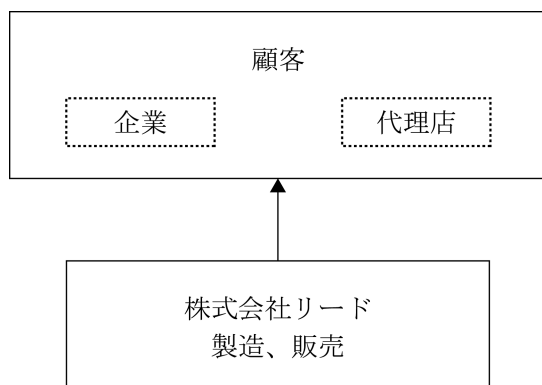 顧客
企業
代理店
株式会社リード
製造、販売